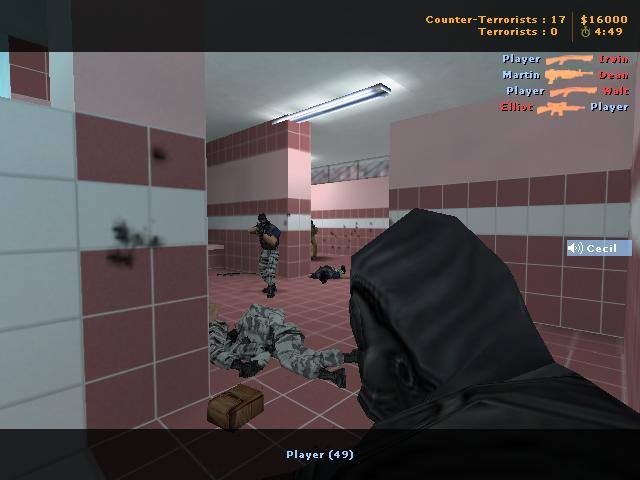 Counter-Terrorists : 17 $16000
Terrorists : 0 4:49
Player Irwin
Martin Dean
Player Walt
Elliot Player
Cecil
Player (49)